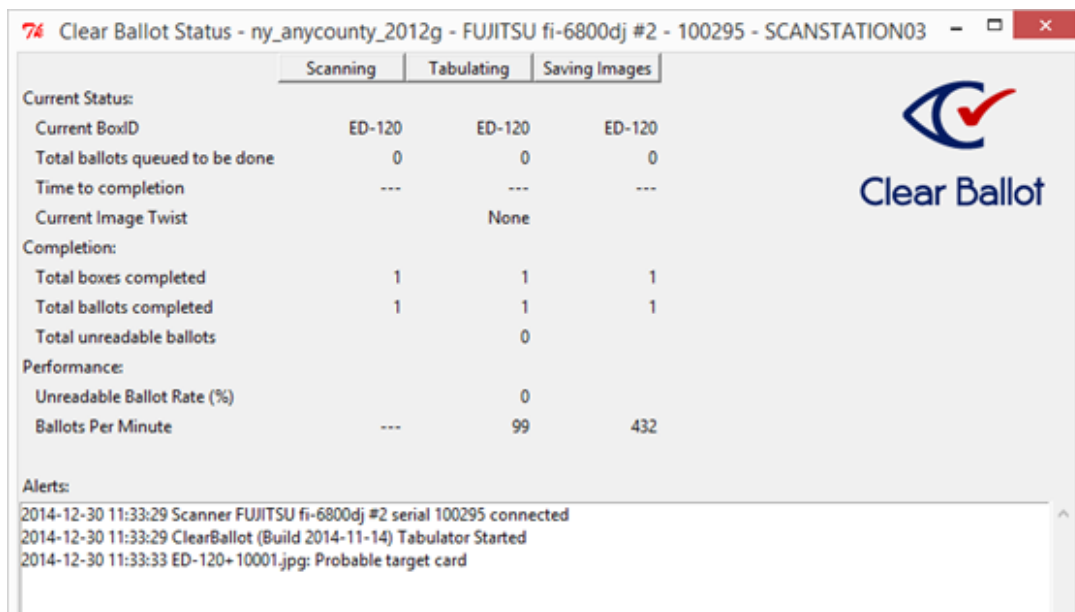 Clear Ballot Status - ny_anycounty_2012g - FUJITSU fi-6800dj #2 - 100295 - SCANSTATION03
Scanning Tabulating Saving Images
Current Status:
Current BoxID ED-120 ED-120 ED-120
Total ballots queued to be done 0 0 0
Time to completion --- --- ---
Current Image Twist None
Completion:
Total boxes completed 1 1 1
Total ballots completed 1 1 1
Total unreadable ballots 0
Performance:
Unreadable Ballot Rate (%) 0
Ballots Per Minute --- 99 432
Clear Ballot
Alerts:
2014-12-30 11:33:29 Scanner FUJITSU fi-6800dj #2 serial 100295 connected
2014-12-30 11:33:29 ClearBallot (Build 2014-11-14) Tabulator Started
2014-12-30 11:33:33 ED-120+10001.jpg: Probable target card